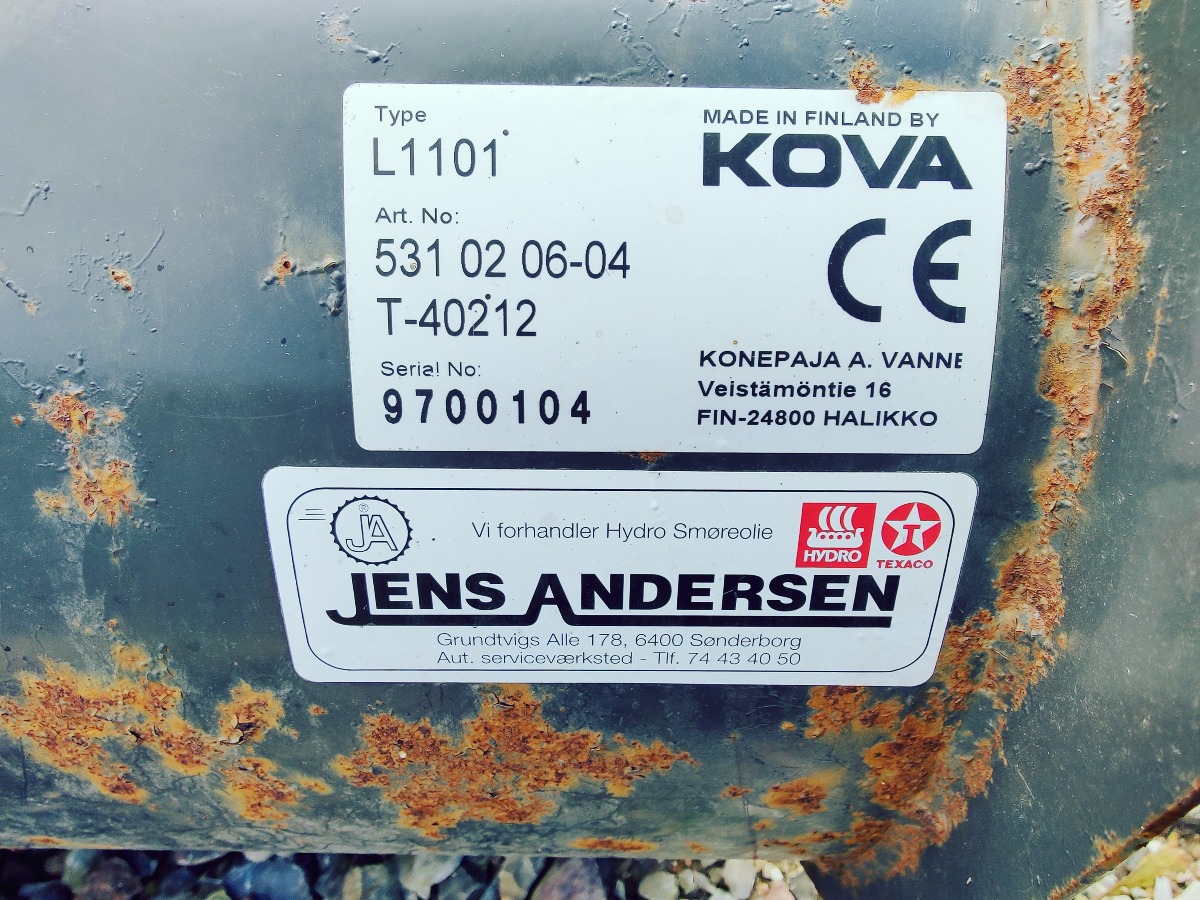 Type
L1101
Art. No:
531 02 06-04
T-40212
Serial No:
9700104
MADE IN FINLAND BY
KOVA
CE
KONEPAJA A. VANNE
Veistämöntie 16
FIN-24800 HALIKKO
® JA
Vi forhandler Hydro Smøreolie
HYDRO
T
TEXACO
JENS ANDERSEN
Grundtvigs Alle 178, 6400 Sønderborg
Aut. serviceværksted - Tlf. 74 43 40 50